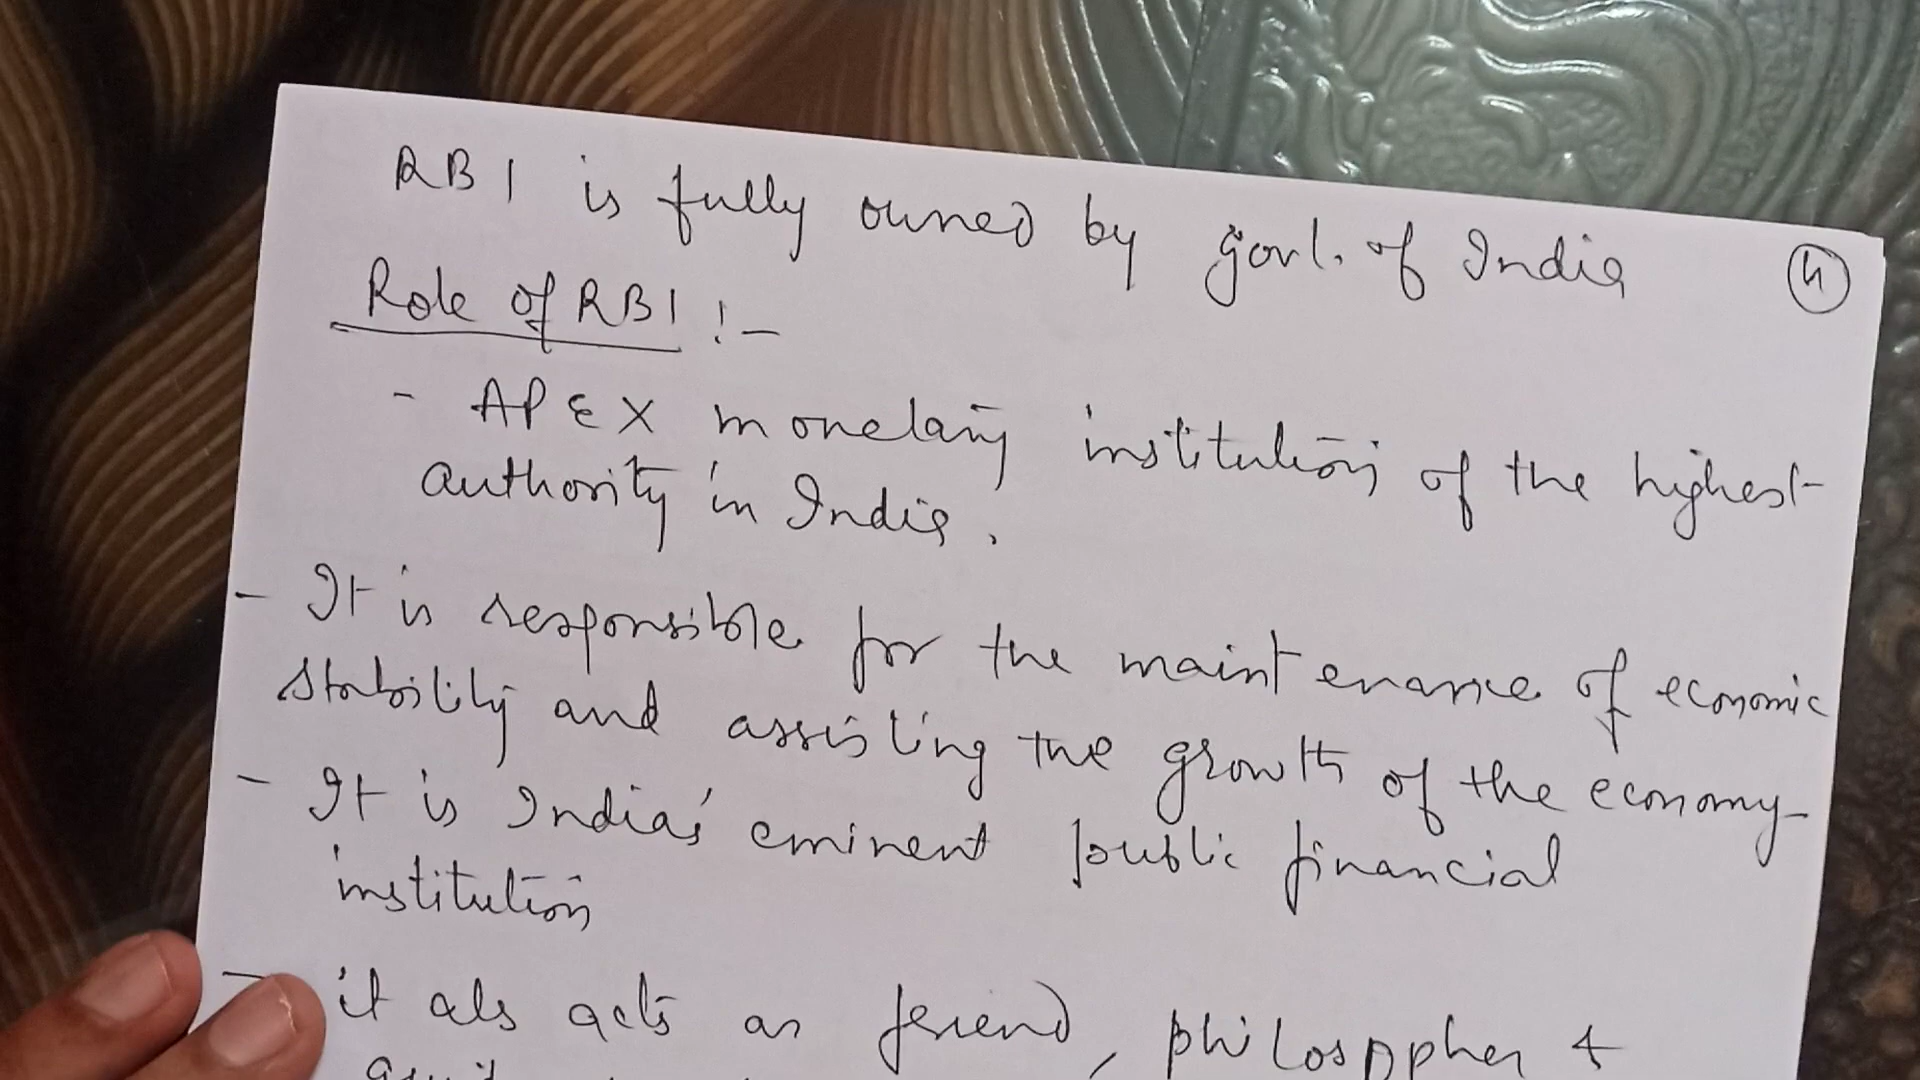 RBI is fully owned by govt. of India
4
Role of RBI :-
- APEX monetary institution of the highest
authority in India.
- It is responsible for the maintenance of economic
stability and assisting the growth of the economy
- It is India's eminent public financial
institution
- it als acts as friend, philosopher &